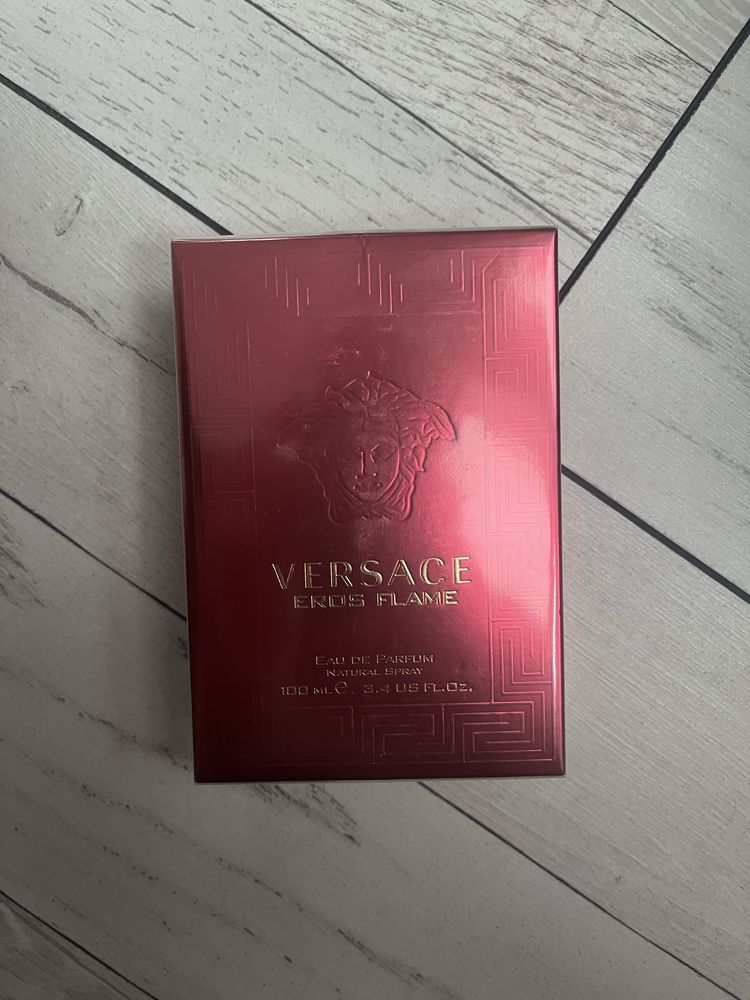 VERSACE
EROS FLAME
EAU DE PARFUM
NATURAL SPRAY
100 ML℮. 3.4 US FL.OZ.